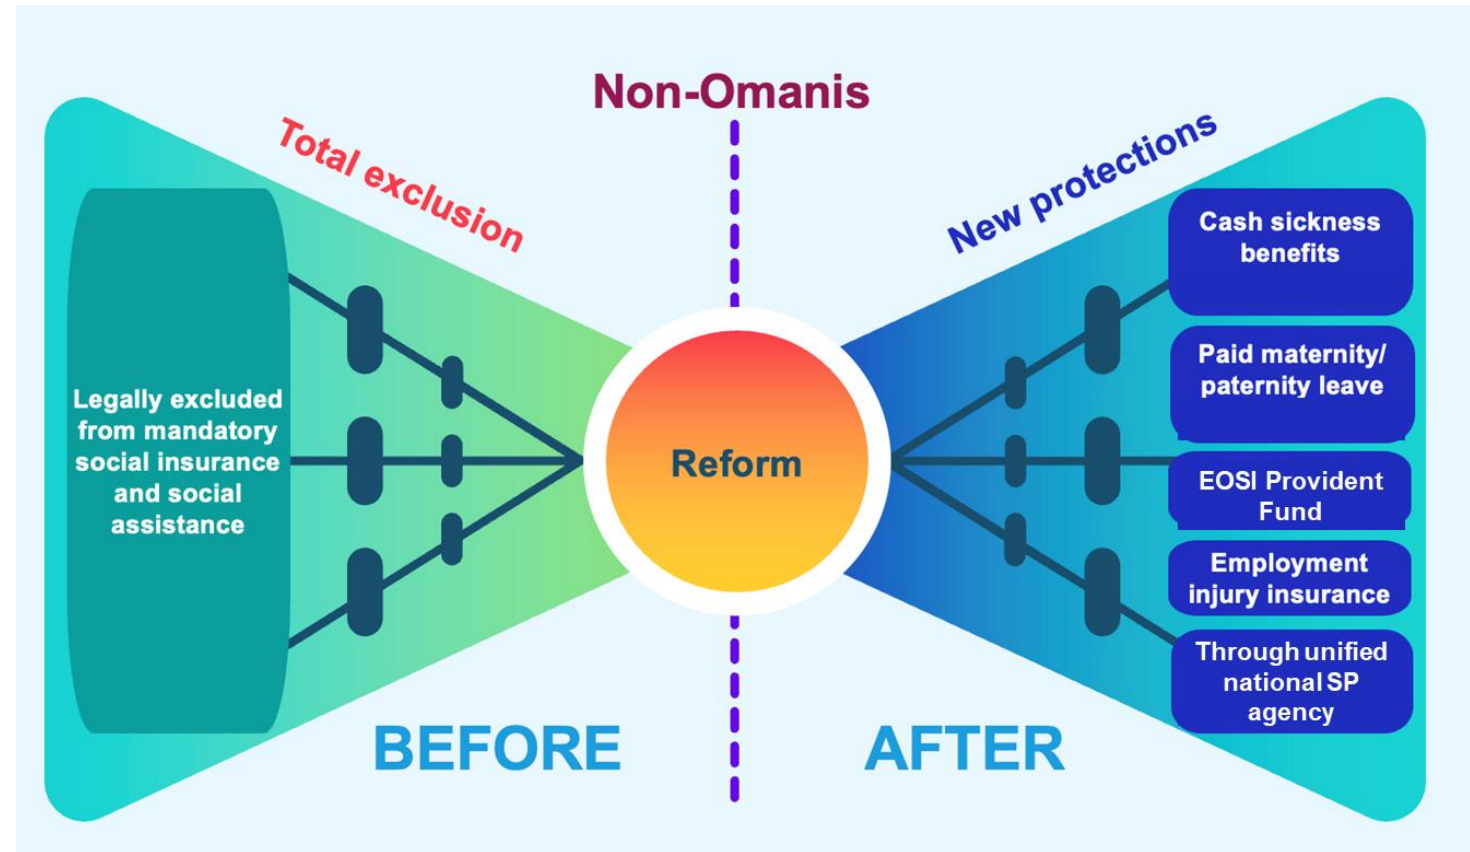 Non-Omanis
Total exclusion
New protections
Legally excluded
from mandatory
social insurance
and social
assistance
Reform
Cash sickness
benefits
Paid maternity/
paternity leave
EOSI Provident
Fund
Employment
injury insurance
Through unified
national SP
agency
BEFORE
AFTER